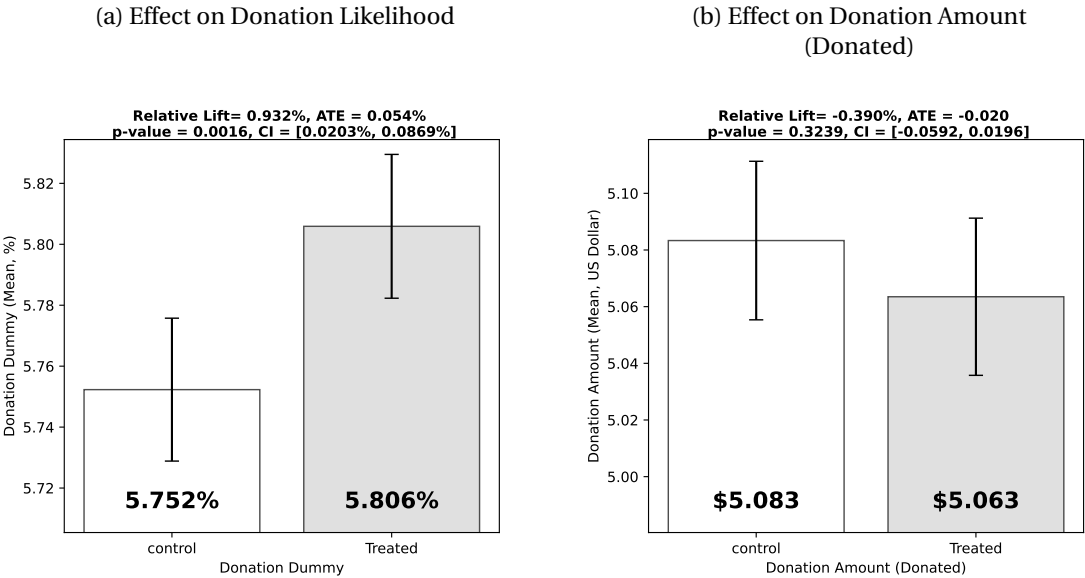 (a) Effect on Donation Likelihood
Relative Lift= 0.932%, ATE = 0.054%
p-value = 0.0016, CI = [0.0203%, 0.0869%]
Donation Dummy (Mean, %)
5.82
5.80
5.78
5.76
5.74
5.72
5.752%
5.806%
control
Treated
Donation Dummy
(b) Effect on Donation Amount
(Donated)
Relative Lift= -0.390%, ATE = -0.020
p-value = 0.3239, CI = [-0.0592, 0.0196]
Donation Amount (Mean, US Dollar)
5.10
5.08
5.06
5.04
5.02
5.00
$5.083
$5.063
control
Treated
Donation Amount (Donated)